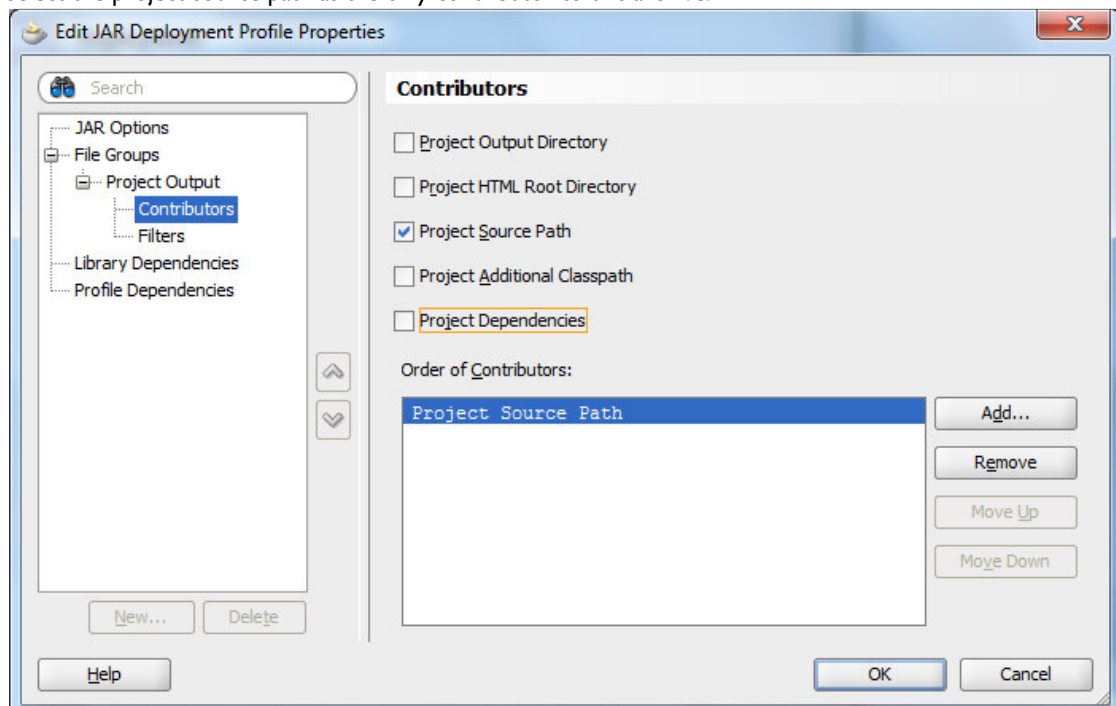 Edit JAR Deployment Profile Properties
Search
JAR Options
File Groups
Project Output
Contributors
Filters
Library Dependencies
Profile Dependencies
New...
Delete
Contributors
Project Output Directory
Project HTML Root Directory
Project Source Path
Project Additional Classpath
Project Dependencies
Order of Contributors:
Project Source Path
Add...
Remove
Move Up
Move Down
Help
OK
Cancel